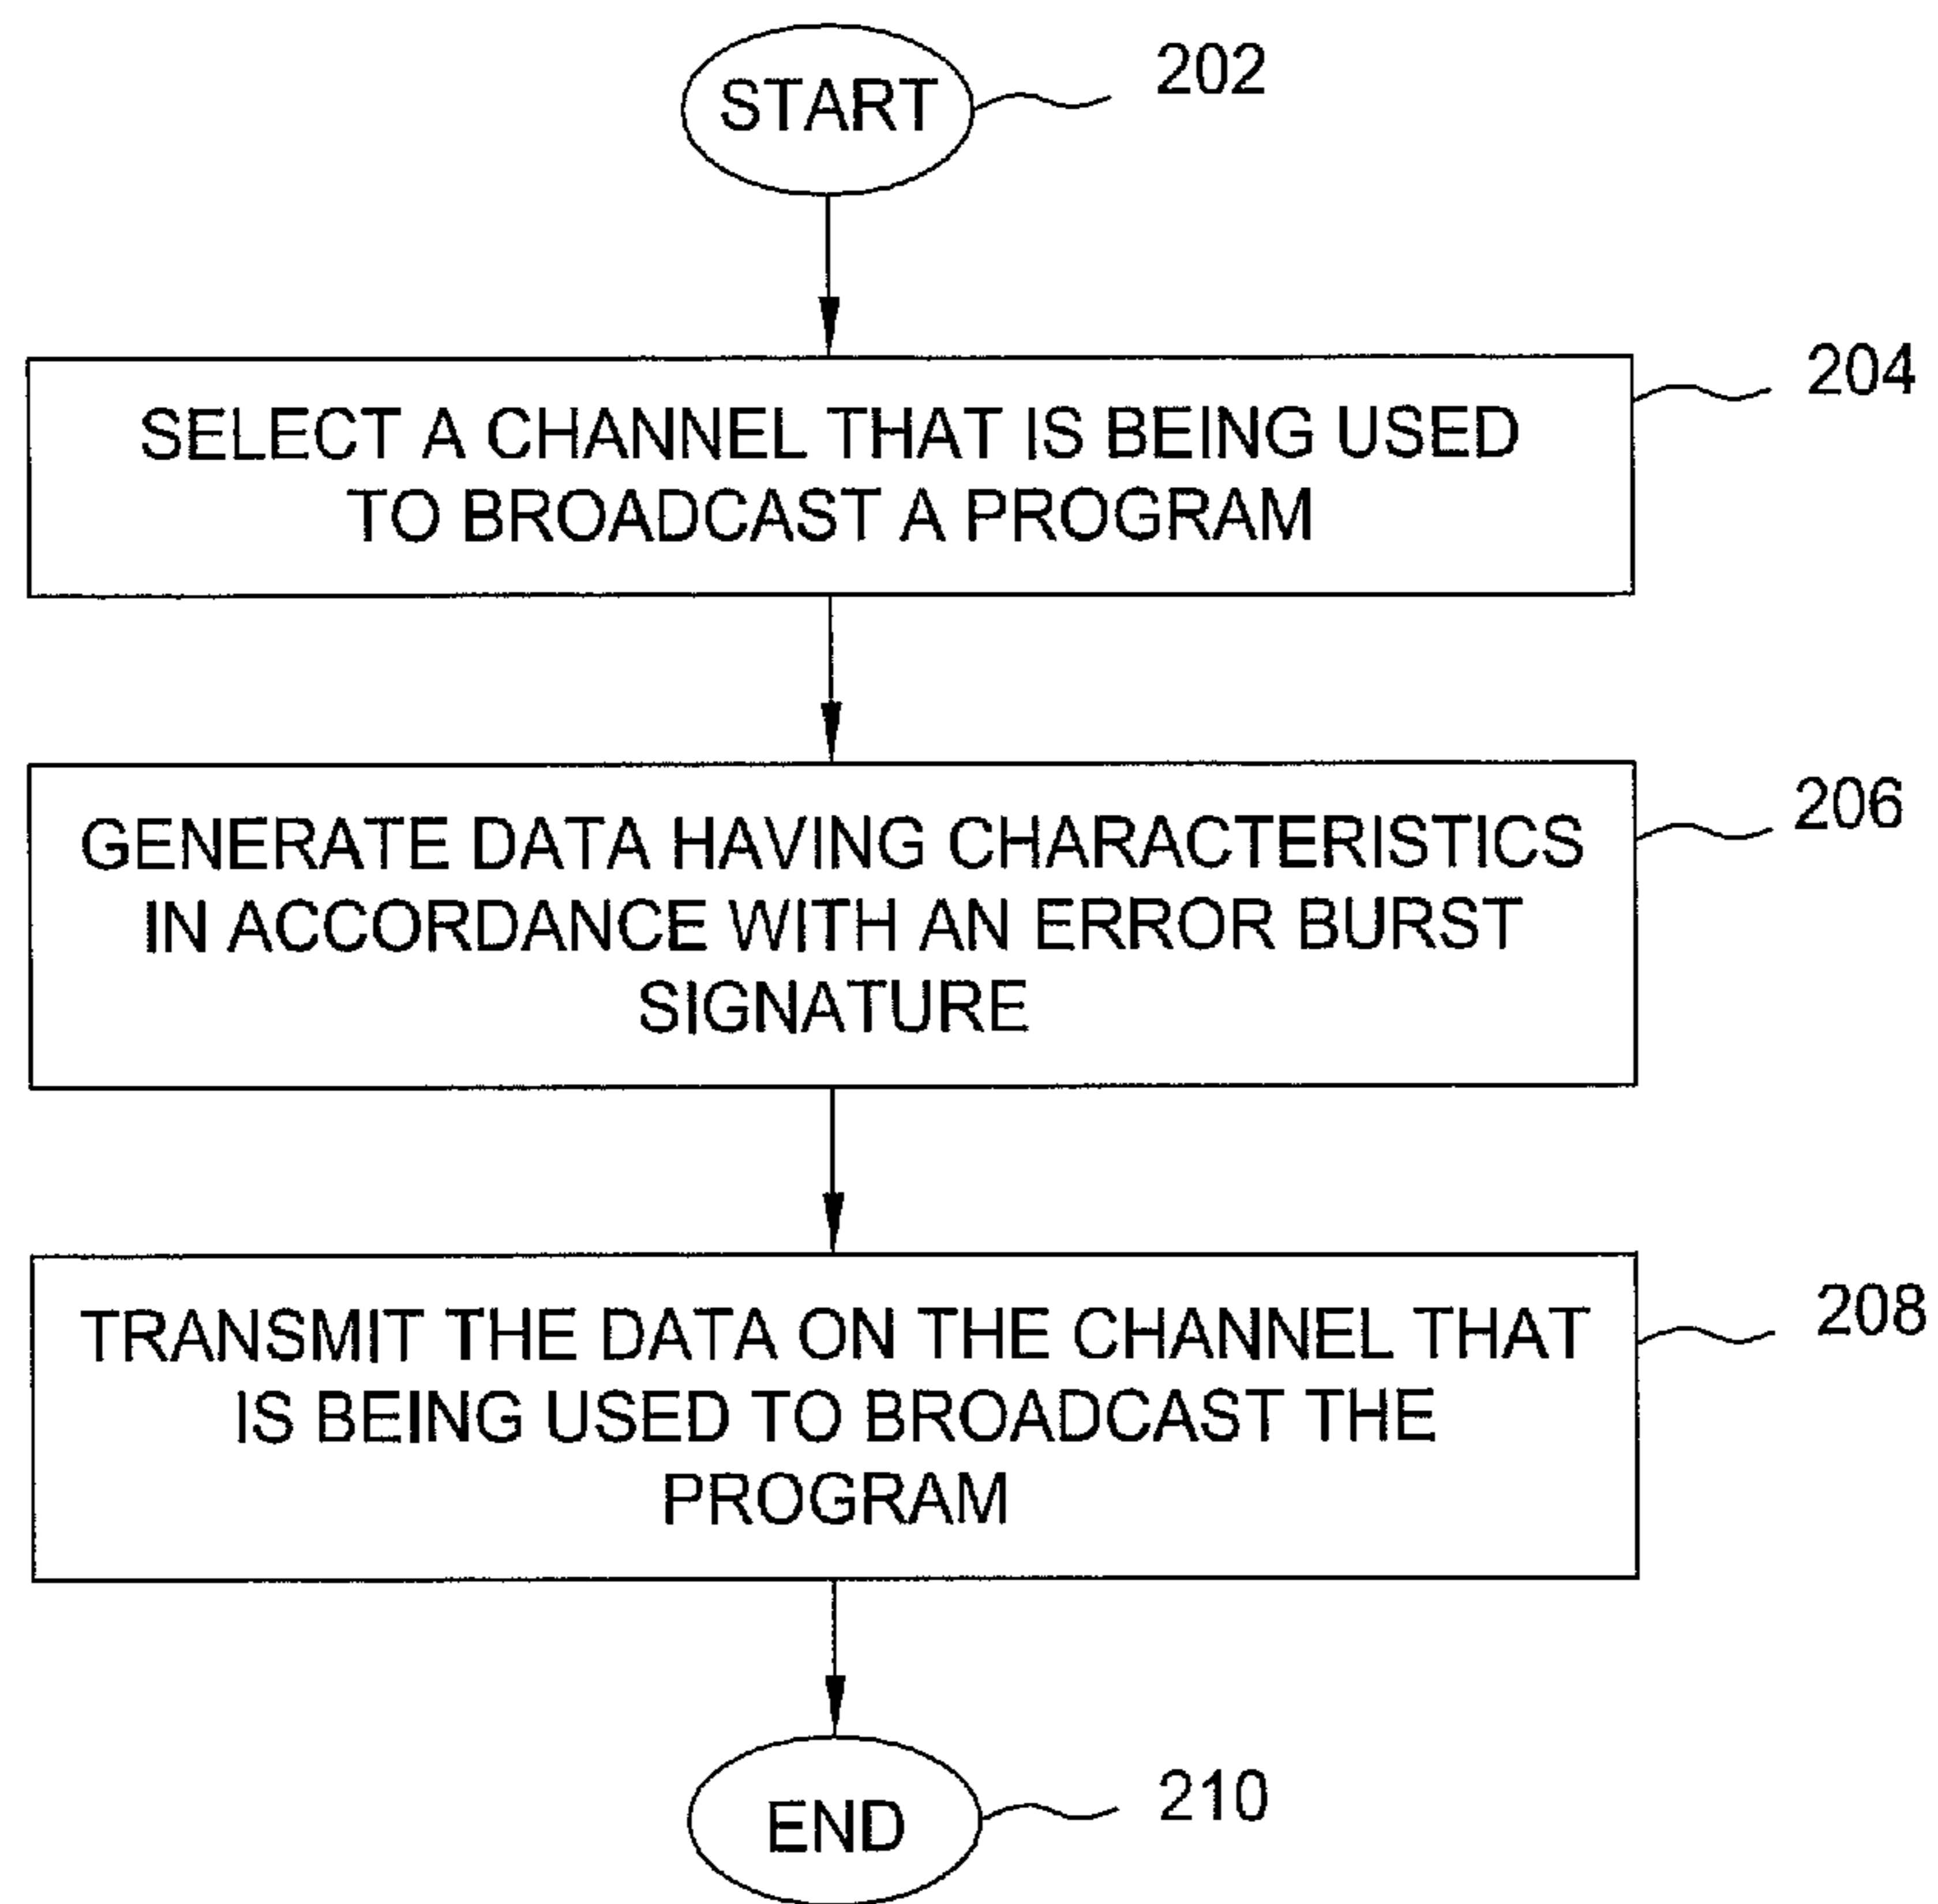 START
202
SELECT A CHANNEL THAT IS BEING USED
TO BROADCAST A PROGRAM
204
GENERATE DATA HAVING CHARACTERISTICS
IN ACCORDANCE WITH AN ERROR BURST
SIGNATURE
206
TRANSMIT THE DATA ON THE CHANNEL THAT
IS BEING USED TO BROADCAST THE
PROGRAM
208
END
210